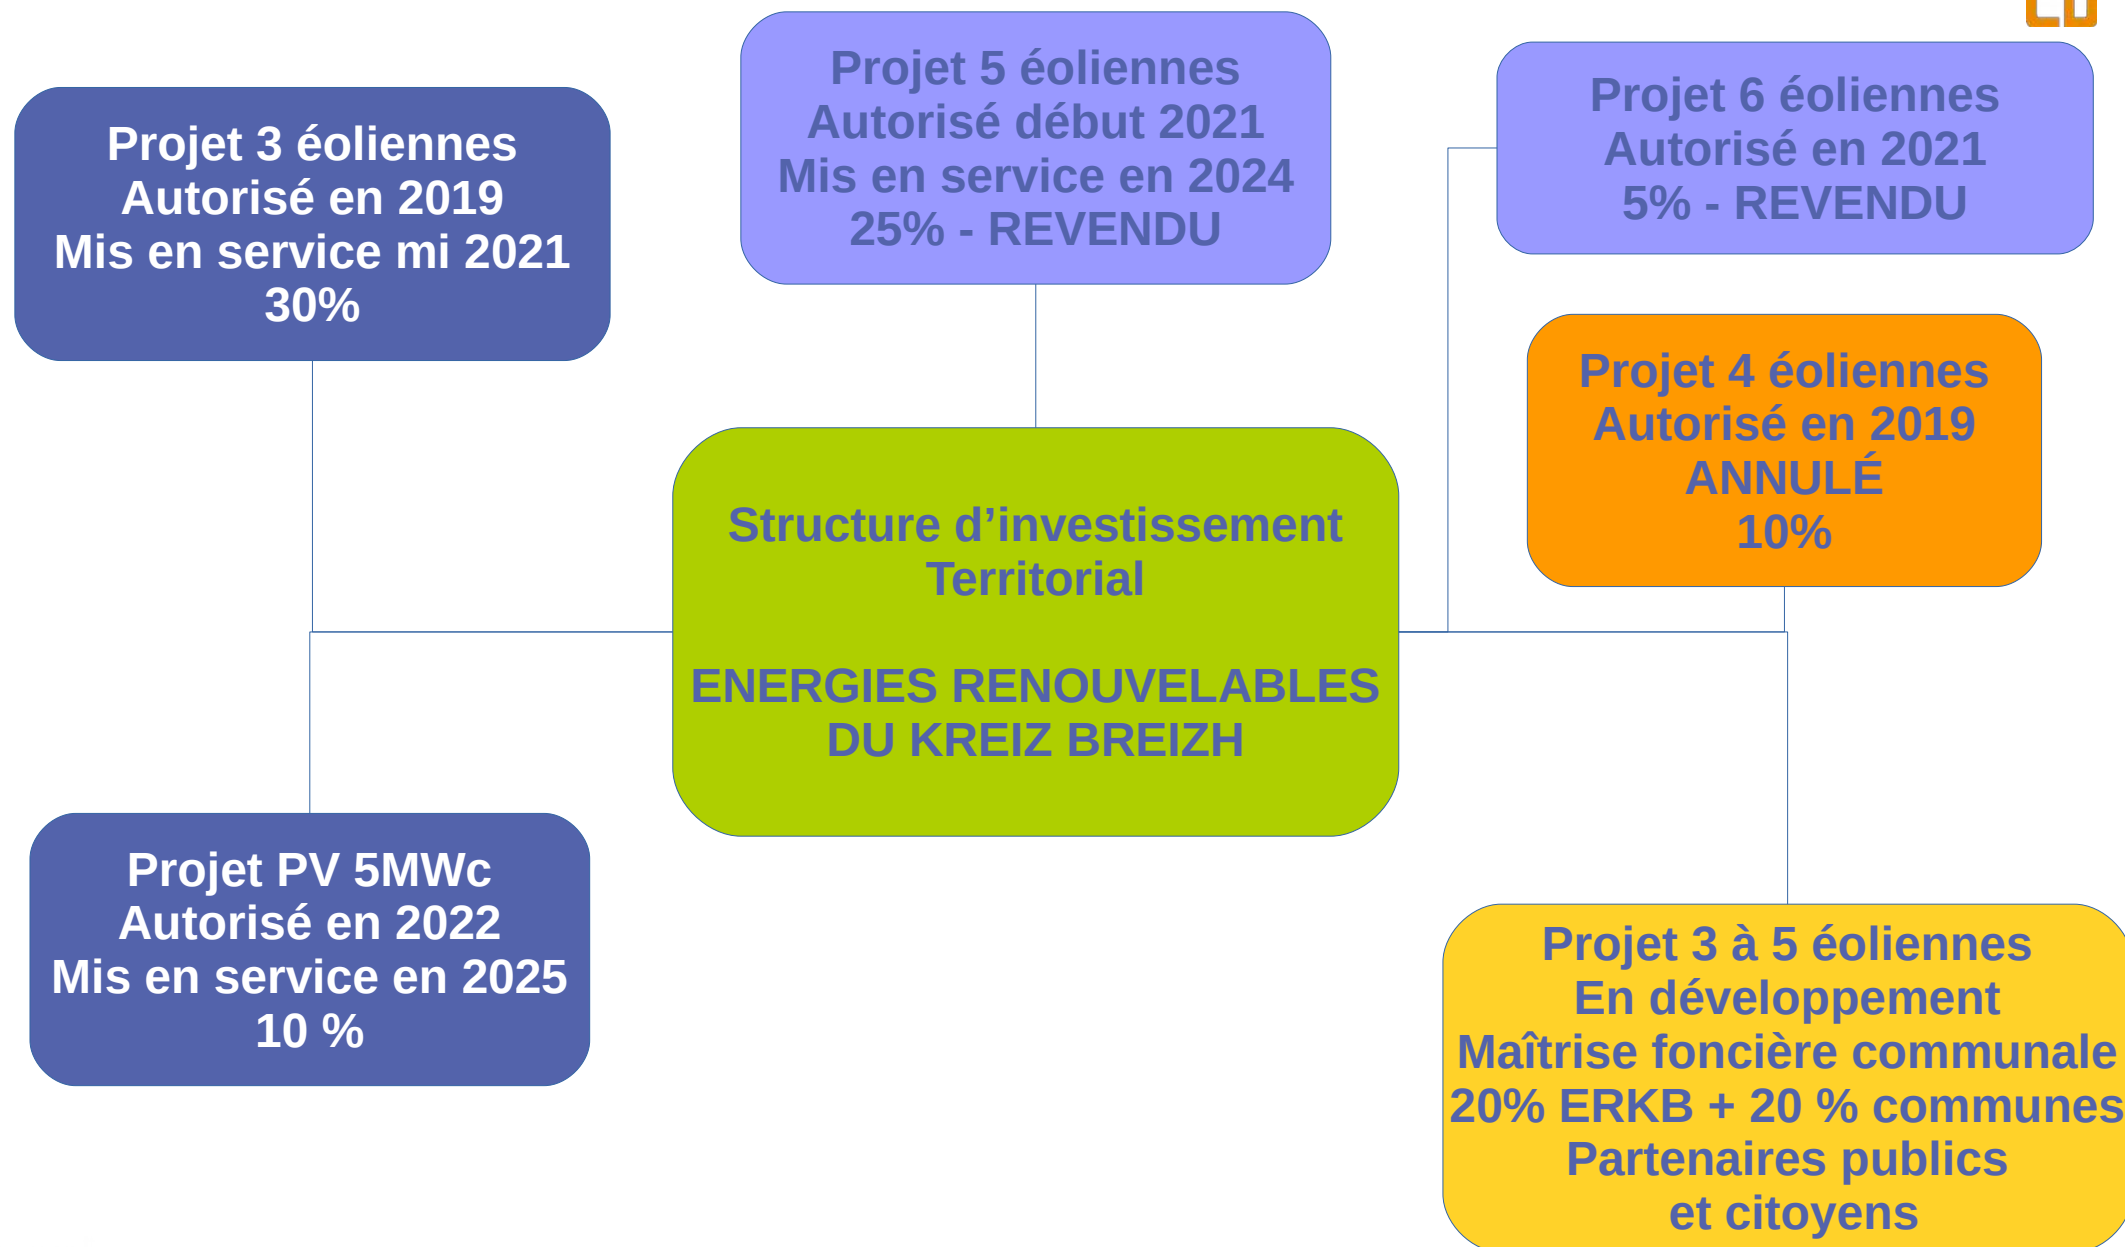 Projet 3 éoliennes
Autorisé en 2019
Mis en service mi 2021
30%
Projet 5 éoliennes
Autorisé début 2021
Mis en service en 2024
25% - REVENDU
Projet 6 éoliennes
Autorisé en 2021
5% - REVENDU
Projet 4 éoliennes
Autorisé en 2019
ANNULÉ
10%
Structure d’investissement
Territorial
ENERGIES RENOUVELABLES
DU KREIZ BREIZH
Projet PV 5MWc
Autorisé en 2022
Mis en service en 2025
10 %
Projet 3 à 5 éoliennes
En développement
Maîtrise foncière communale
20% ERKB + 20 % communes
Partenaires publics
et citoyens